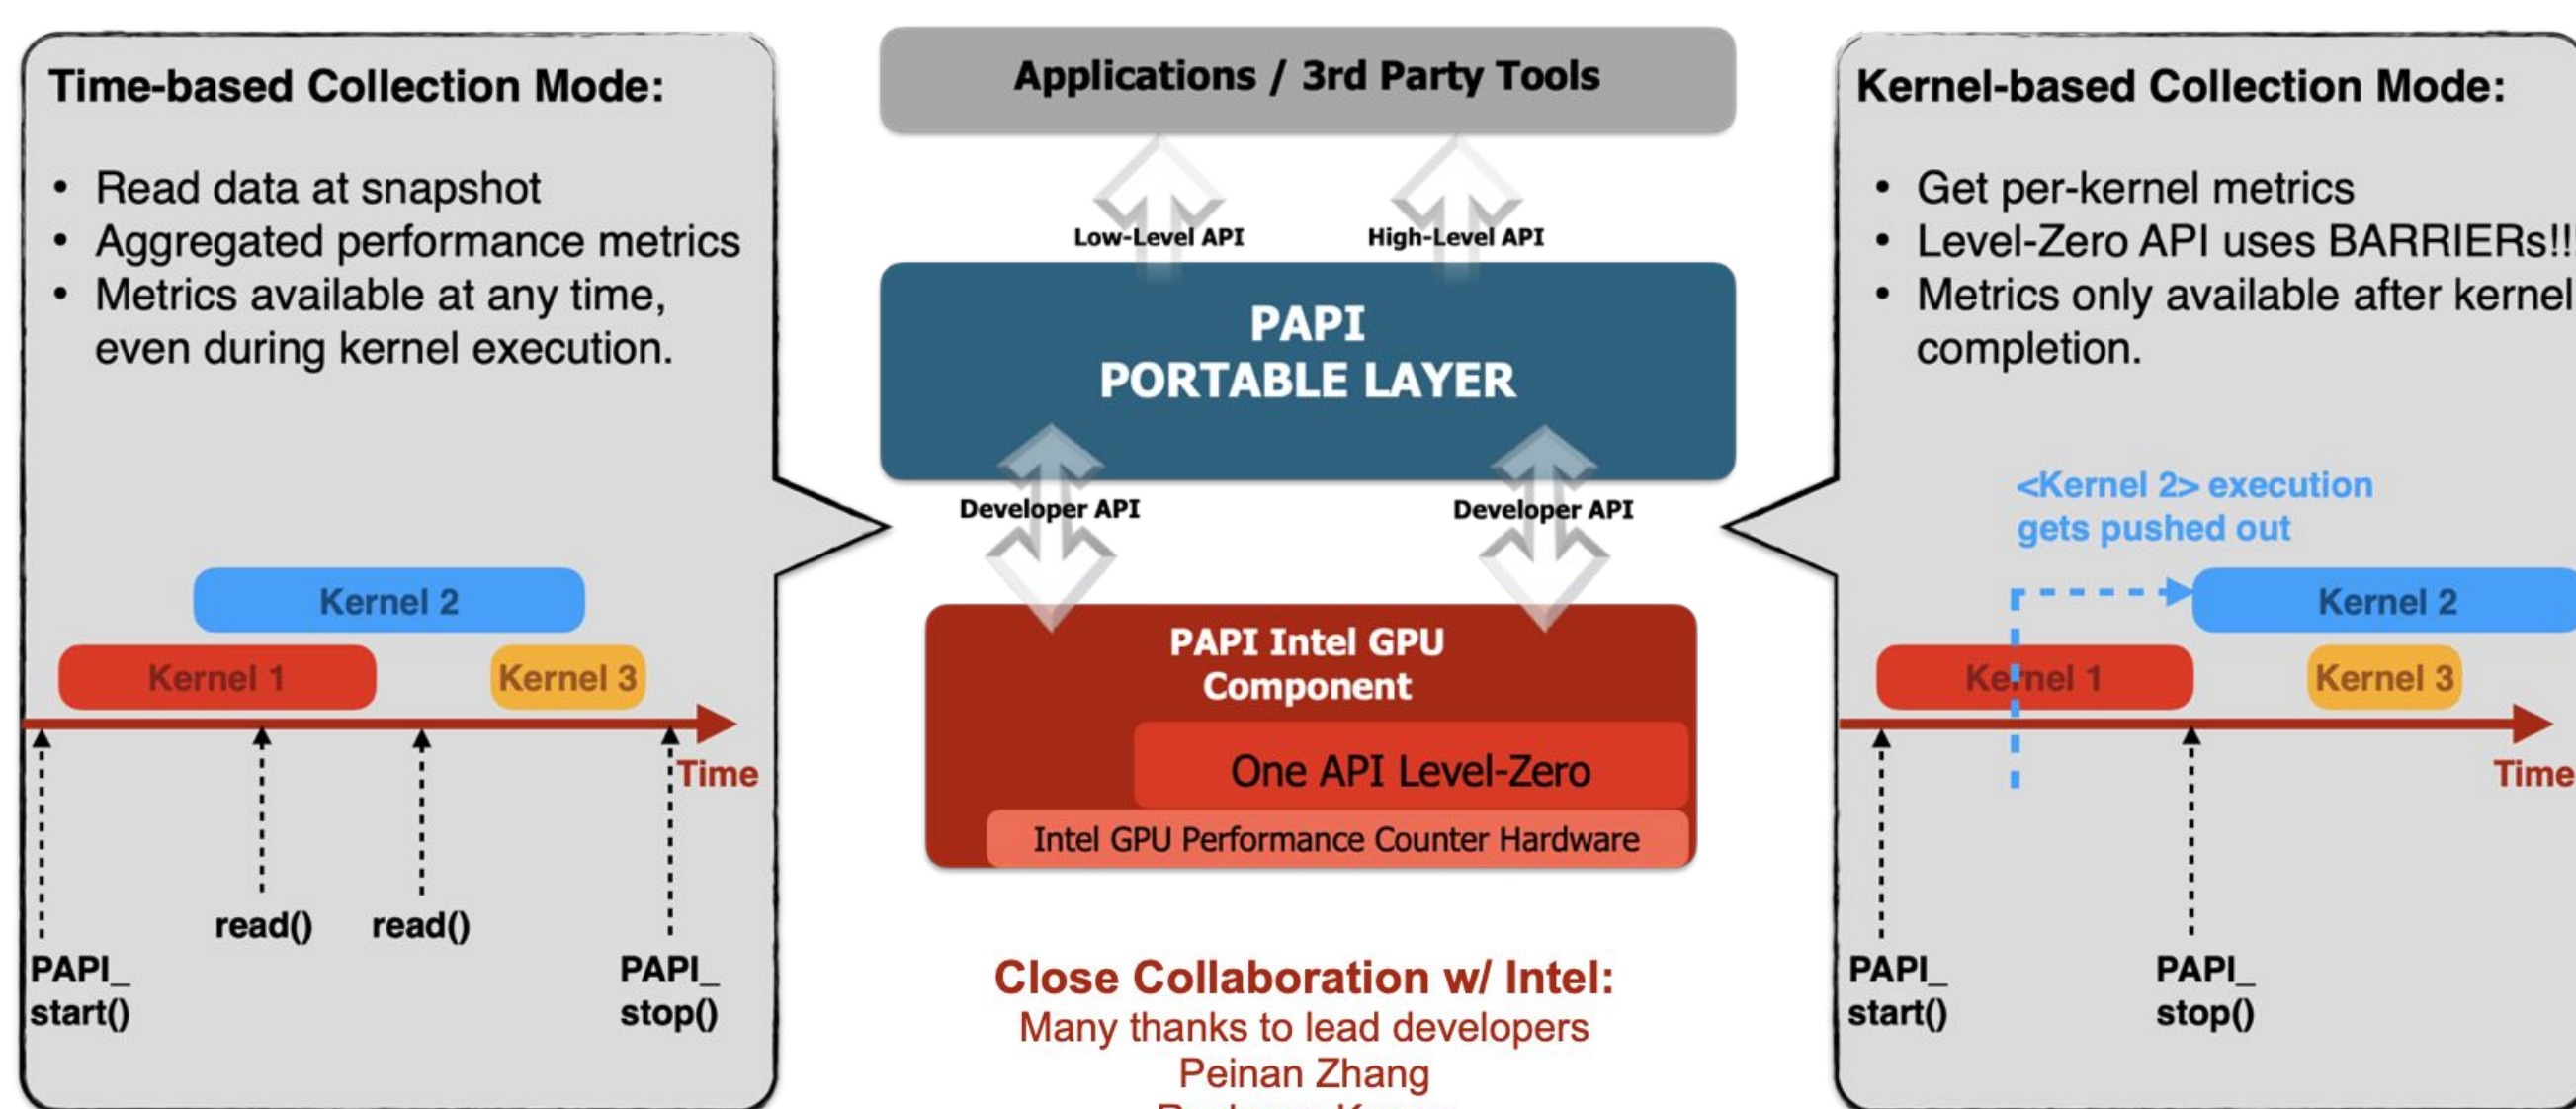 Time-based Collection Mode:
• Read data at snapshot
• Aggregated performance metrics
• Metrics available at any time,
even during kernel execution.
Kernel 2
Kernel 1
Kernel 3
Time
read()
read()
PAPI_
start()
PAPI_
stop()
Applications / 3rd Party Tools
Low-Level API
High-Level API
PAPI
PORTABLE LAYER
Developer API
Developer API
PAPI Intel GPU
Component
One API Level-Zero
Intel GPU Performance Counter Hardware
Close Collaboration w/ Intel:
Many thanks to lead developers
Peinan Zhang
Kernel-based Collection Mode:
• Get per-kernel metrics
• Level-Zero API uses BARRIERs!!!
• Metrics only available after kernel
completion.
<Kernel 2> execution
gets pushed out
Kernel 2
Kernel 1
Kernel 3
Time
PAPI_
start()
PAPI_
stop()